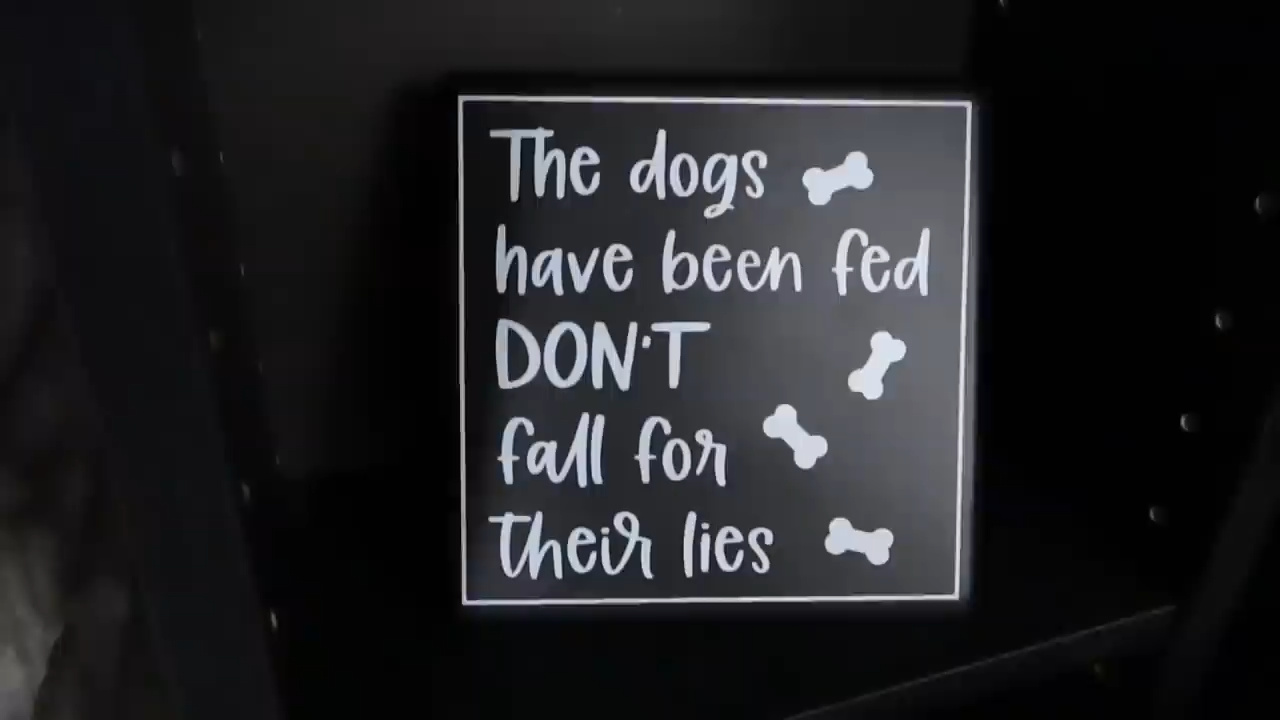 The dogs
have been fed
DON'T
fall for
their lies